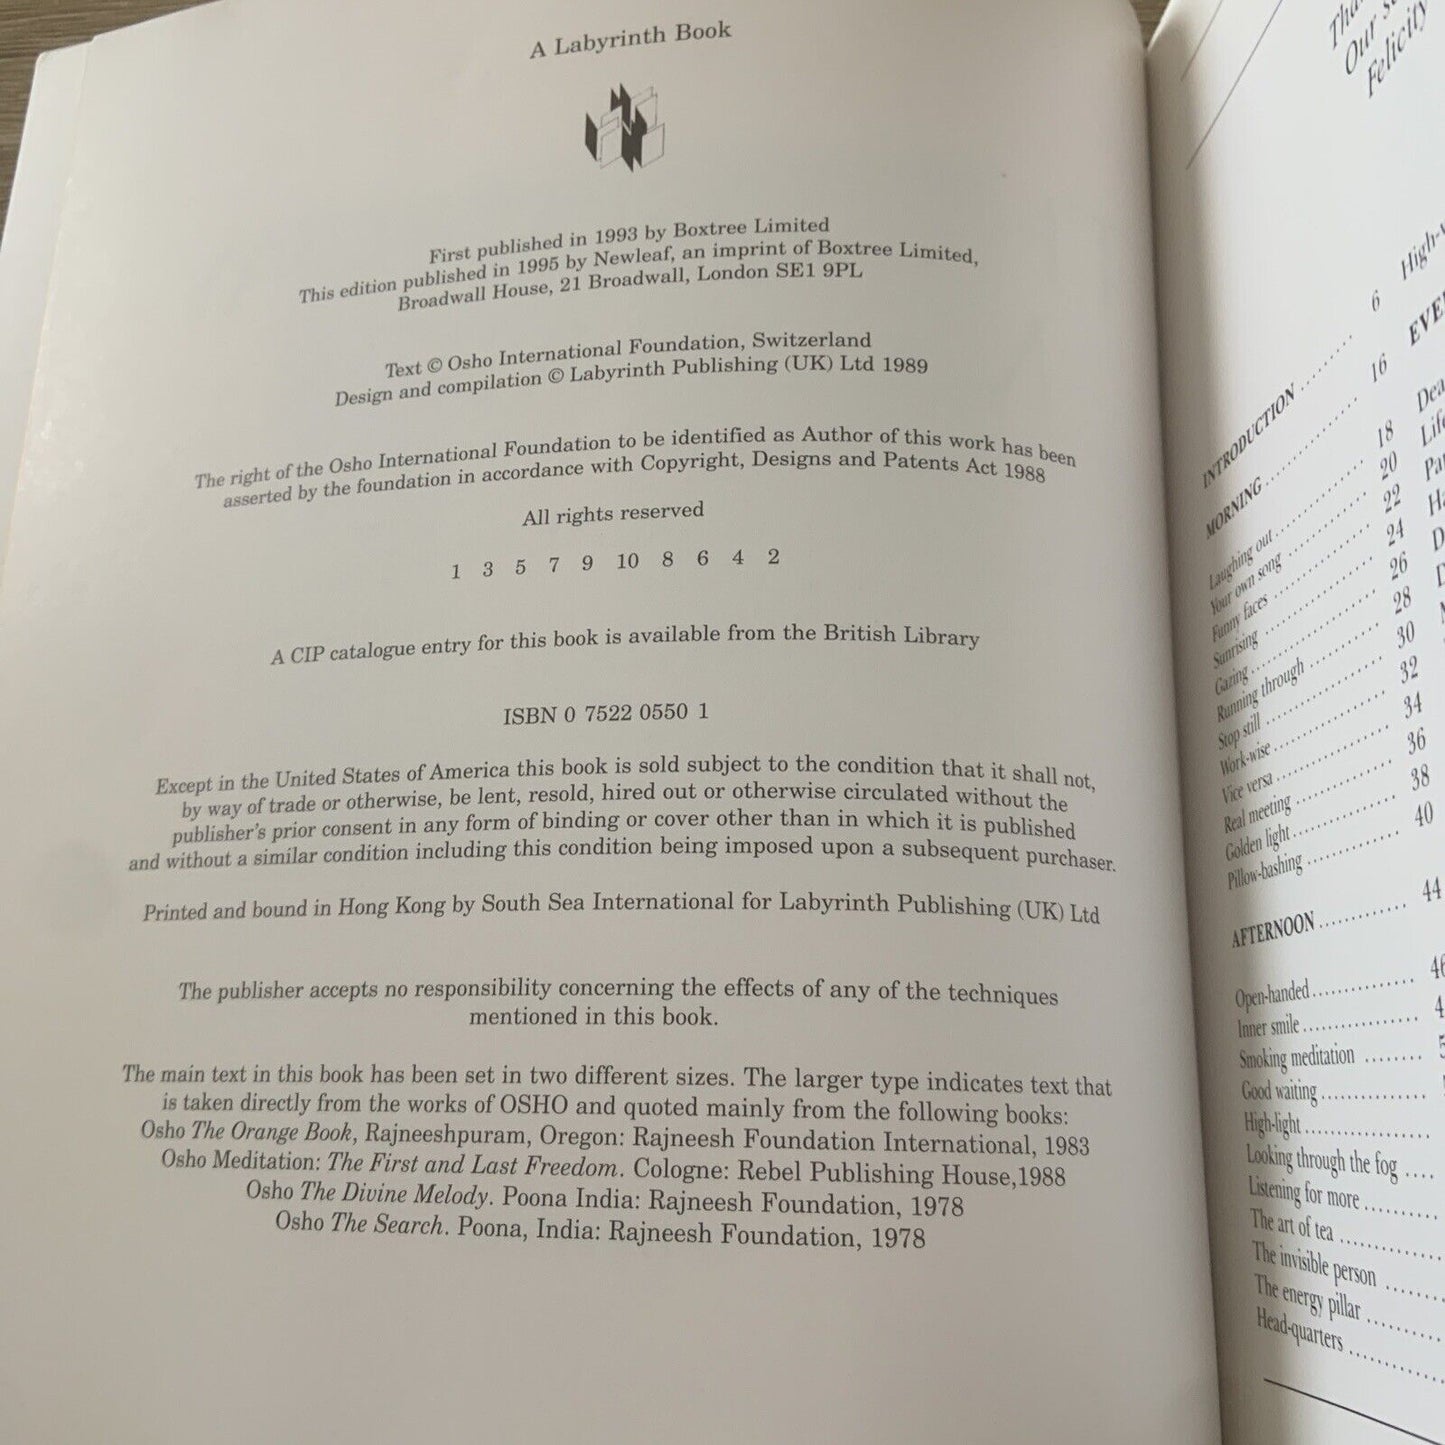 A Labyrinth Book
First published in 1993 by Boxtree Limited
This edition published in 1995 by Newleaf, an imprint of Boxtree Limited,
Broadwall House, 21 Broadwall, London SE1 9PL
Text © Osho International Foundation, Switzerland
Design and compilation © Labyrinth Publishing (UK) Ltd 1989
The right of the Osho International Foundation to be identified as Author of this work has been
asserted by the foundation in accordance with Copyright, Designs and Patents Act 1988
All rights reserved
1 3 5 7 9 10 8 6 4 2
A CIP catalogue entry for this book is available from the British Library
ISBN 0 7522 0550 1
Except in the United States of America this book is sold subject to the condition that it shall not,
by way of trade or otherwise, be lent, resold, hired out or otherwise circulated without the
publisher's prior consent in any form of binding or cover other than in which it is published
and without a similar condition including this condition being imposed upon a subsequent purchaser.
Printed and bound in Hong Kong by South Sea International for Labyrinth Publishing (UK) Ltd
The publisher accepts no responsibility concerning the effects of any of the techniques
mentioned in this book.
The main text in this book has been set in two different sizes. The larger type indicates text that
is taken directly from the works of OSHO and quoted mainly from the following books:
Osho The Orange Book, Rajneeshpuram, Oregon: Rajneesh Foundation International, 1983
Osho Meditation: The First and Last Freedom. Cologne: Rebel Publishing House,1988
Osho The Divine Melody. Poona India: Rajneesh Foundation, 1978
Osho The Search. Poona, India: Rajneesh Foundation, 1978
Our
Felicity
INTRODUCTION ........ 6
MORNING ............ 16
Laughing out ............ 18
Your own song ............ 20
Funny faces ............ 22
Sunrising ............ 24
Gazing ............ 26
Running through ............ 28
Stop still ............ 30
Work-wise ............ 32
Vice versa ............ 34
Real meeting ............ 36
Golden light ............ 38
Pillow-bashing ............ 40
AFTERNOON ............ 44
Open-handed ............ 46
Inner smile ............
Smoking meditation ........
Good waiting ............
High-light ............
Looking through the fog ....
Listening for more ..........
The art of tea ............
The invisible person ........
The energy pillar ..........
Head-quarters ............